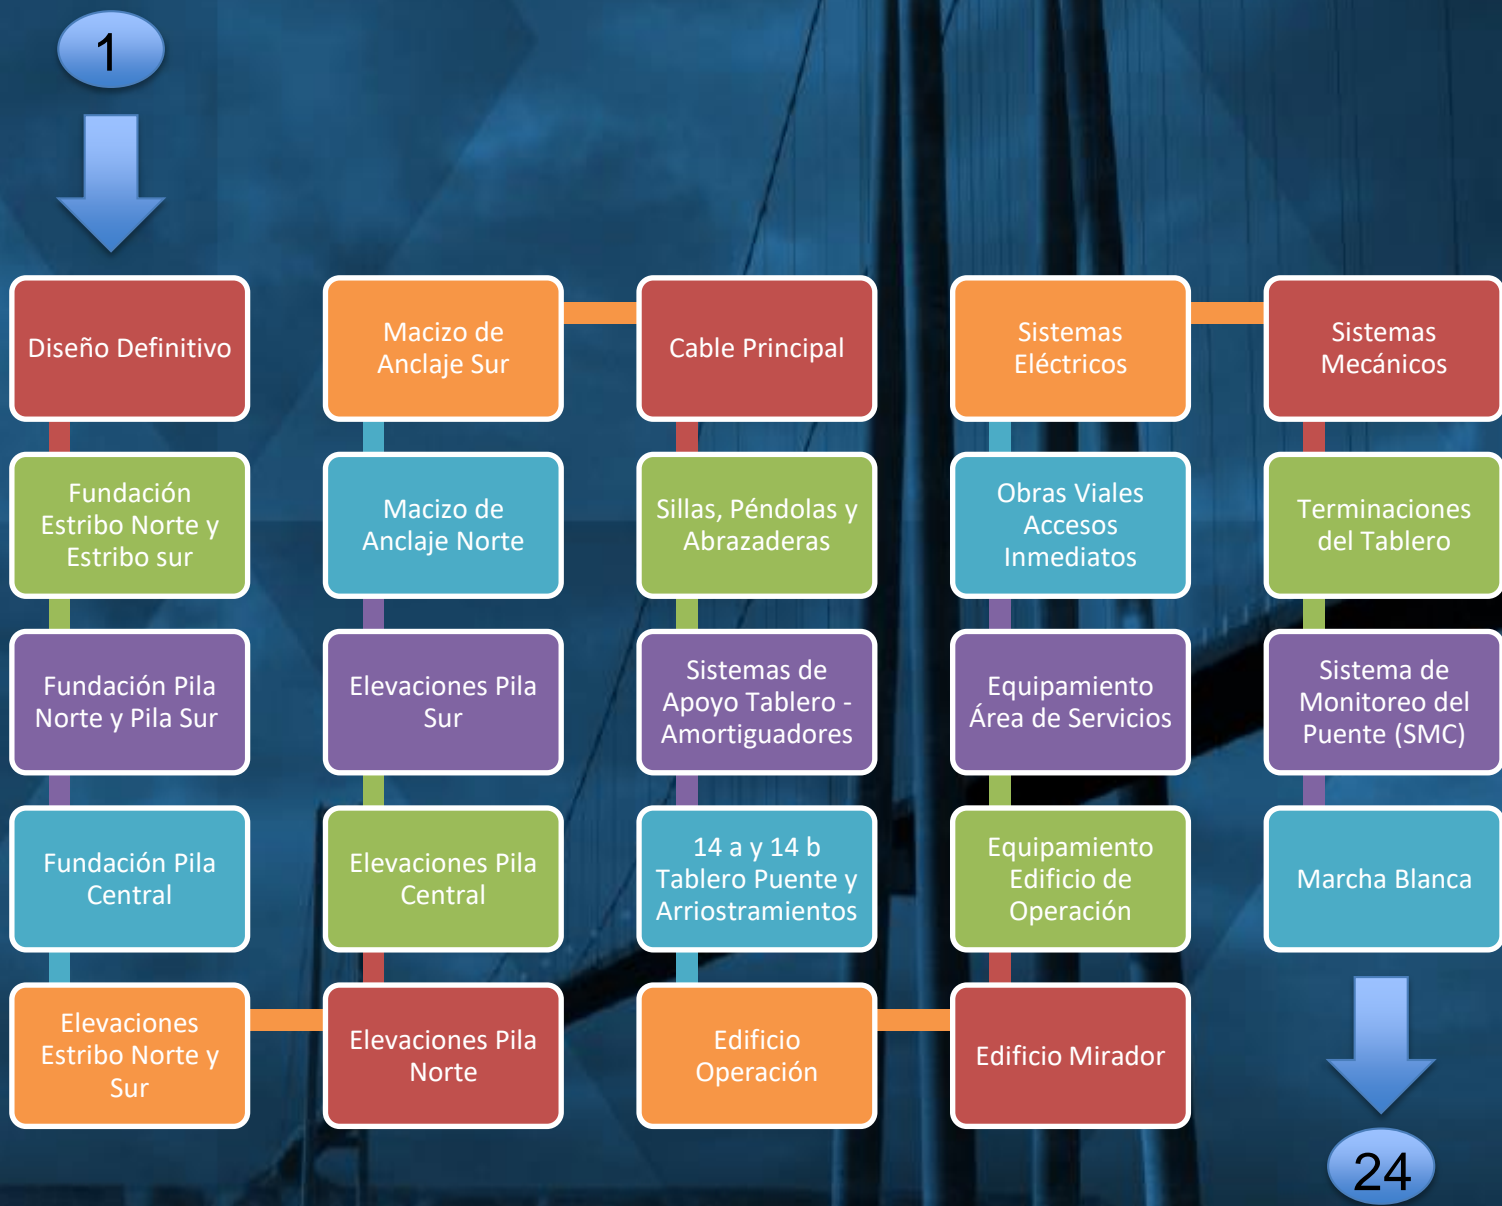 1
Diseño Definitivo
Fundación
Estribo Norte y
Estribo sur
Fundación Pila
Norte y Pila Sur
Fundación Pila
Central
Elevaciones
Estribo Norte y
Sur
Elevaciones Pila
Norte
Elevaciones Pila
Central
Elevaciones Pila
Sur
Macizo de
Anclaje Norte
Macizo de
Anclaje Sur
Cable Principal
Sillas, Péndolas y
Abrazaderas
Sistemas de
Apoyo Tablero -
Amortiguadores
14 a y 14 b
Tablero Puente y
Arriostramientos
Edificio
Operación
Edificio Mirador
Equipamiento
Edificio de
Operación
Equipamiento
Área de Servicios
Obras Viales
Accesos
Inmediatos
Sistemas
Eléctricos
Sistemas
Mecánicos
Terminaciones
del Tablero
Sistema de
Monitoreo del
Puente (SMC)
Marcha Blanca
24